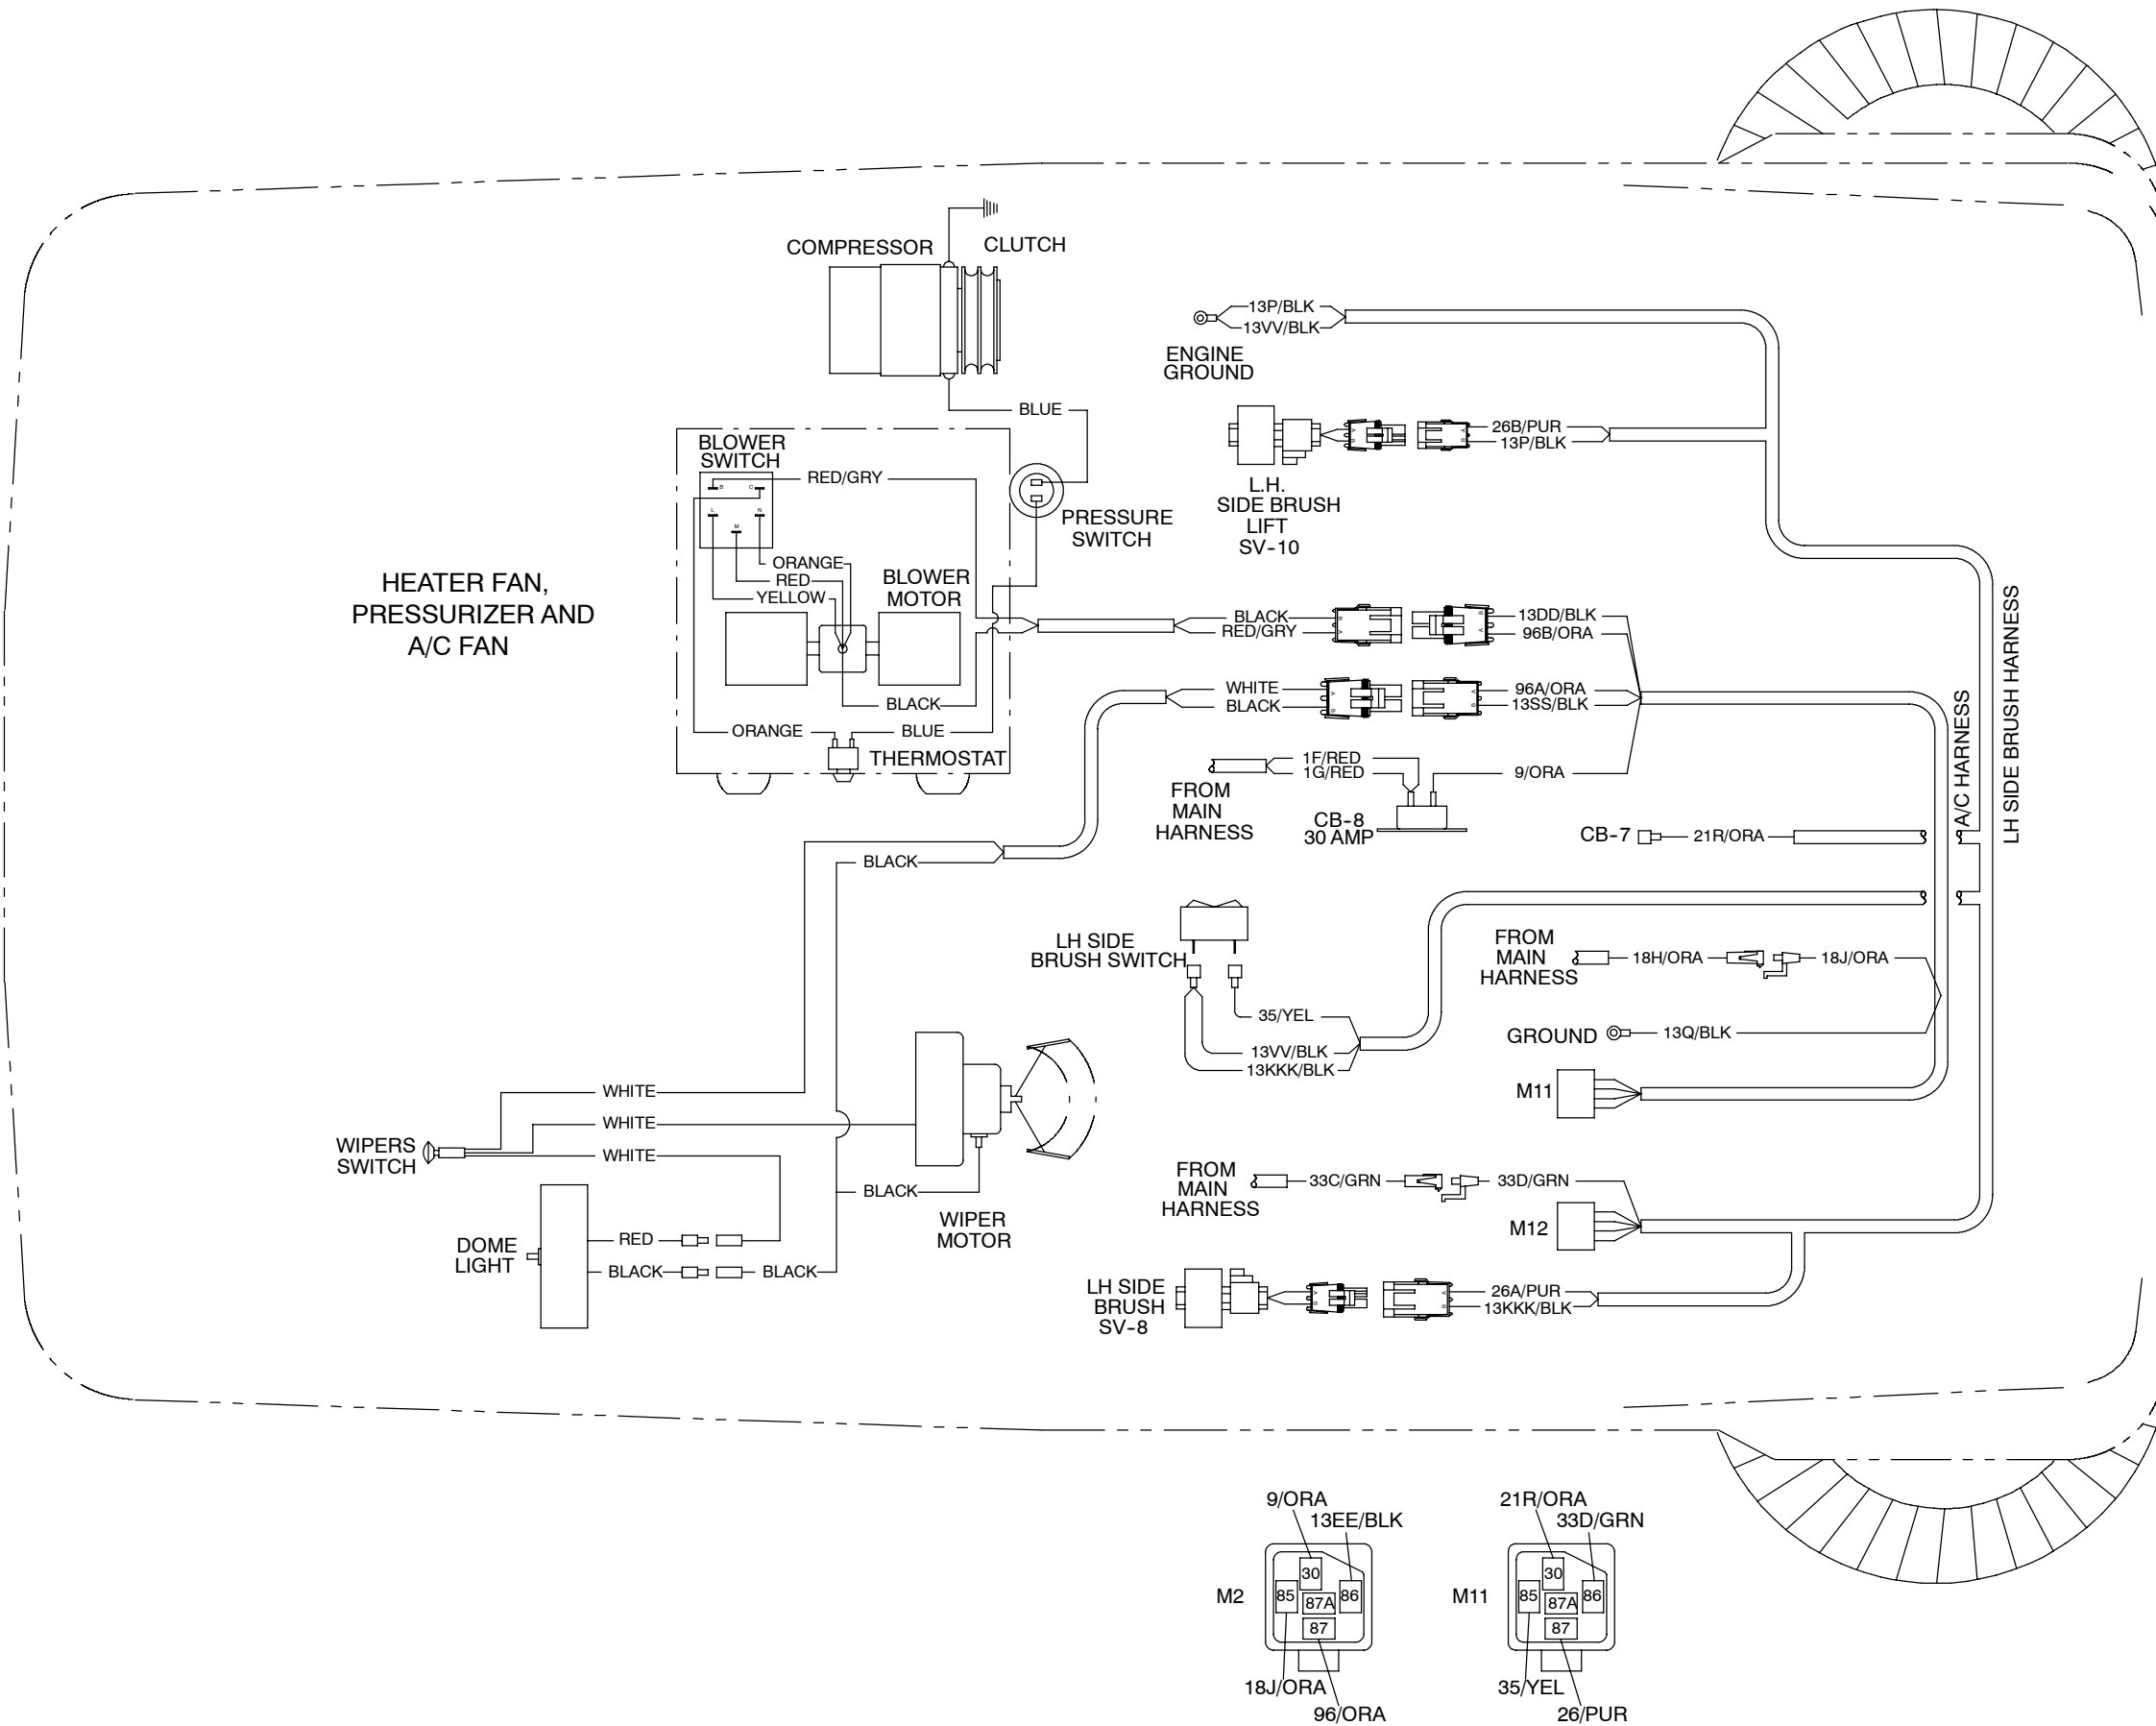 COMPRESSOR
CLUTCH
BLUE
13P/BLK
13VV/BLK
ENGINE
GROUND
26B/PUR
13P/BLK
L.H.
SIDE BRUSH
LIFT
SV-10
BLOWER
SWITCH
B
C
L
N
M
RED/GRY
PRESSURE
SWITCH
ORANGE
RED
YELLOW
BLOWER
MOTOR
BLACK
ORANGE
BLUE
THERMOSTAT
HEATER FAN,
PRESSURIZER AND
A/C FAN
BLACK
RED/GRY
13DD/BLK
96B/ORA
WHITE
BLACK
96A/ORA
13SS/BLK
1F/RED
1G/RED
9/ORA
FROM
MAIN
HARNESS
CB-8
30 AMP
CB-7
21R/ORA
A/C HARNESS
LH SIDE BRUSH HARNESS
BLACK
LH SIDE
BRUSH SWITCH
35/YEL
13VV/BLK
13KKK/BLK
FROM
MAIN
HARNESS
18H/ORA
18J/ORA
GROUND
13Q/BLK
M11
WHITE
WHITE
WHITE
WIPERS
SWITCH
BLACK
WIPER
MOTOR
FROM
MAIN
HARNESS
33C/GRN
33D/GRN
M12
DOME
LIGHT
RED
BLACK
BLACK
LH SIDE
BRUSH
SV-8
26A/PUR
13KKK/BLK
9/ORA
13EE/BLK
M2
30
85
87A
86
87
18J/ORA
96/ORA
21R/ORA
33D/GRN
M11
30
85
87A
86
87
35/YEL
26/PUR